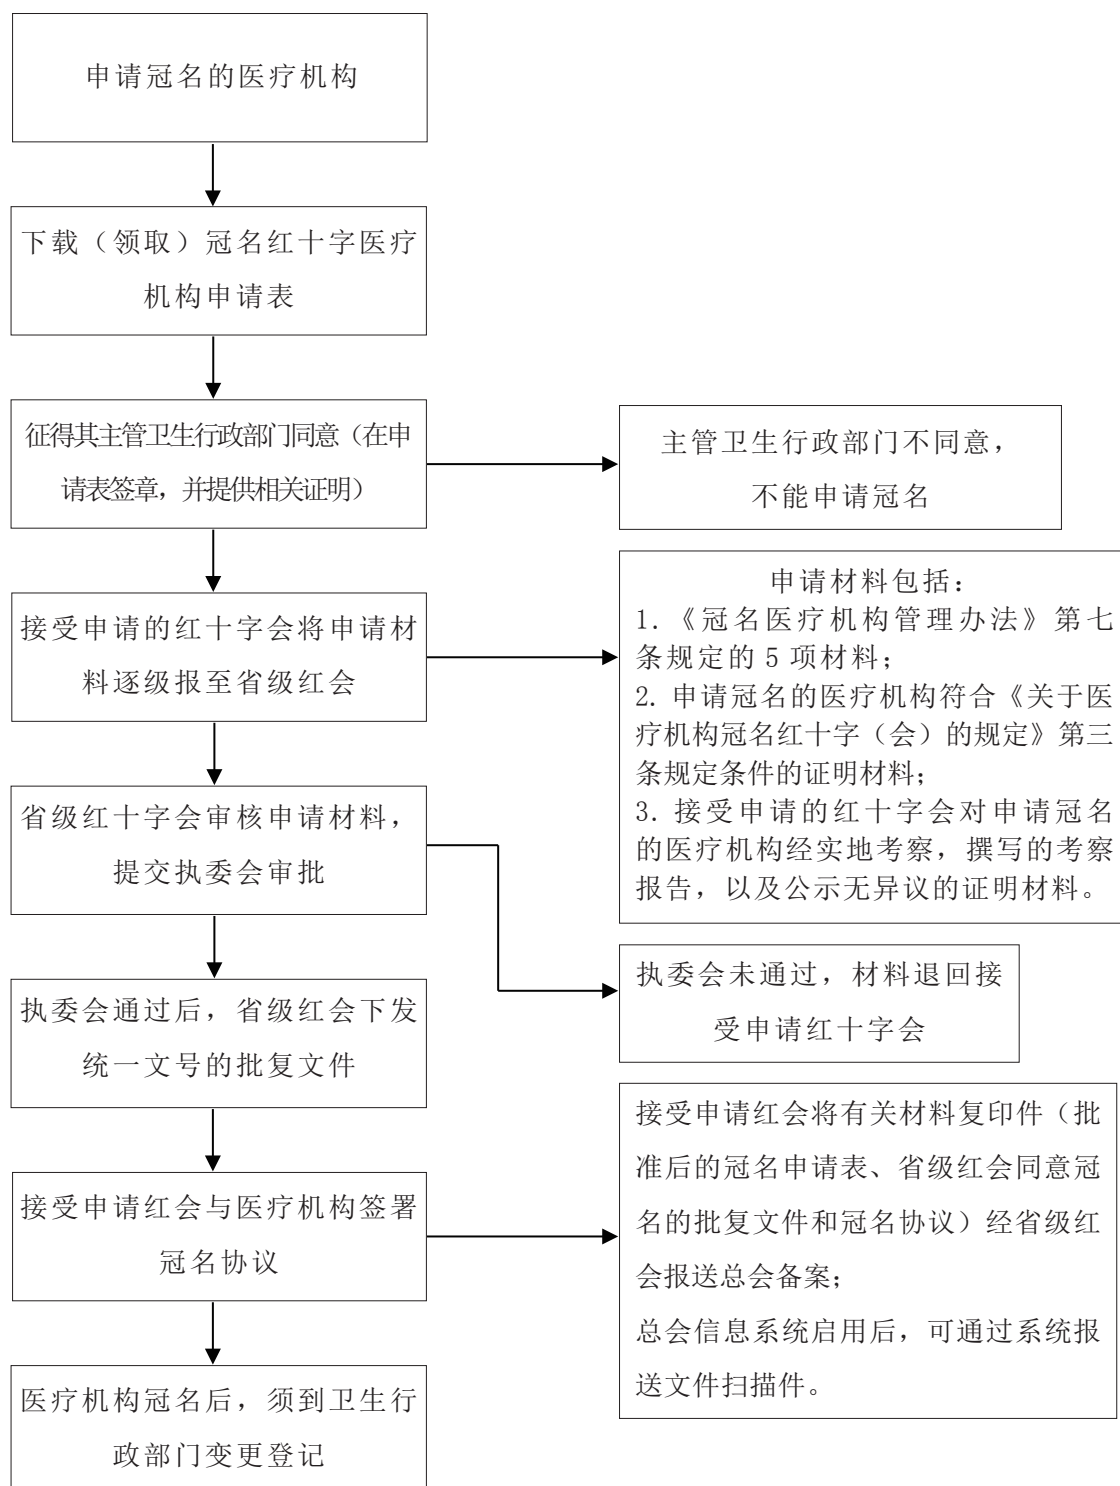 申请冠名的医疗机构
下载（领取）冠名红十字医疗
机构申请表
征得其主管卫生行政部门同意（在申
请表签章，并提供相关证明）
主管卫生行政部门不同意，
不能申请冠名
接受申请的红十字会将申请材
料逐级报至省级红会
申请材料包括：
1. 《冠名医疗机构管理办法》第七
条规定的 5 项材料；
2. 申请冠名的医疗机构符合《关于医
疗机构冠名红十字（会）的规定》第三
条规定条件的证明材料；
3. 接受申请的红十字会对申请冠名
的医疗机构经实地考察，撰写的考察
报告，以及公示无异议的证明材料。
省级红十字会审核申请材料，
提交执委会审批
执委会未通过，材料退回接
受申请红十字会
执委会通过后，省级红会下发
统一文号的批复文件
接受申请红会与医疗机构签署
冠名协议
接受申请红会将有关材料复印件（批
准后的冠名申请表、省级红会同意冠
名的批复文件和冠名协议）经省级红
会报送总会备案；
总会信息系统启用后，可通过系统报
送文件扫描件。
医疗机构冠名后，须到卫生行
政部门变更登记